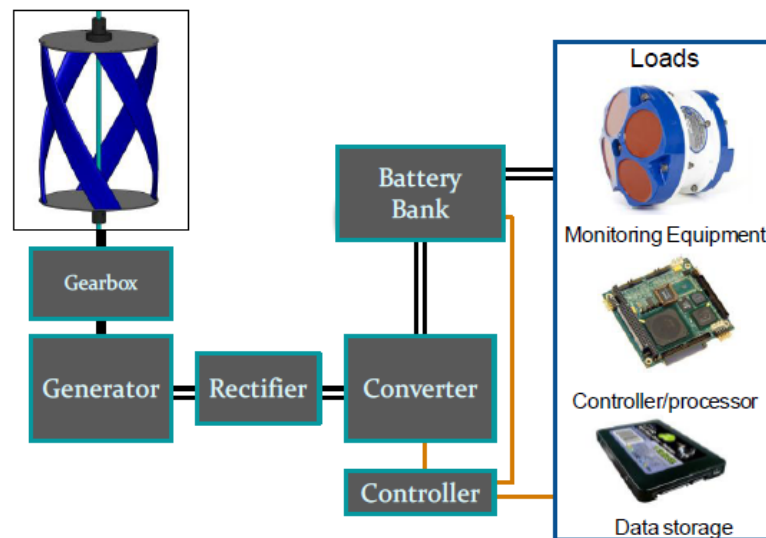 Loads
Battery
Bank
Monitoring Equipment
Gearbox
Generator
Rectifier
Converter
Controller/processor
Controller
Data storage